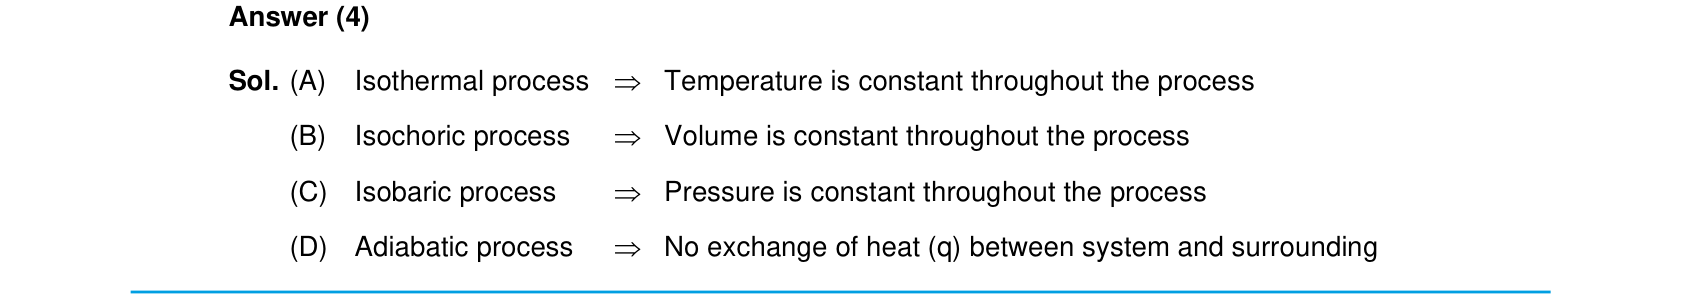 Answer (4)
Sol. (A) Isothermal process ⇒ Temperature is constant throughout the process
(B) Isochoric process ⇒ Volume is constant throughout the process
(C) Isobaric process ⇒ Pressure is constant throughout the process
(D) Adiabatic process ⇒ No exchange of heat (q) between system and surrounding